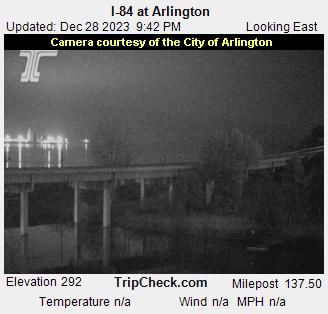 I-84 at Arlington
Updated: Dec 28 2023 9:42 PM Looking East
Camera courtesy of the City of Arlington
Elevation 292 TripCheck.com Milepost 137.50
Temperature n/a Wind n/a MPH n/a